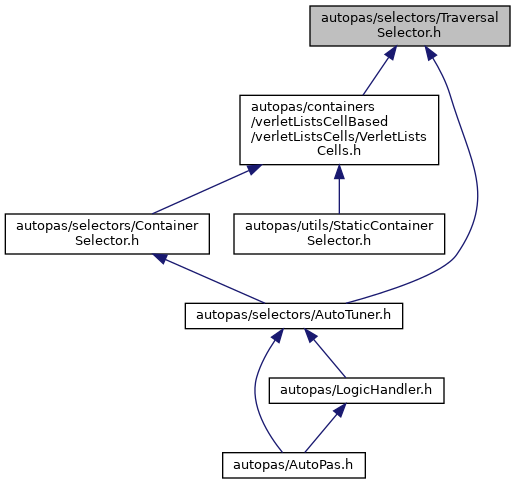 autopas/selectors/Traversal
Selector.h
autopas/containers
/verletListsCellBased
/verletListsCells/VerletLists
Cells.h
autopas/selectors/Container
Selector.h
autopas/utils/StaticContainer
Selector.h
autopas/selectors/AutoTuner.h
autopas/LogicHandler.h
autopas/AutoPas.h